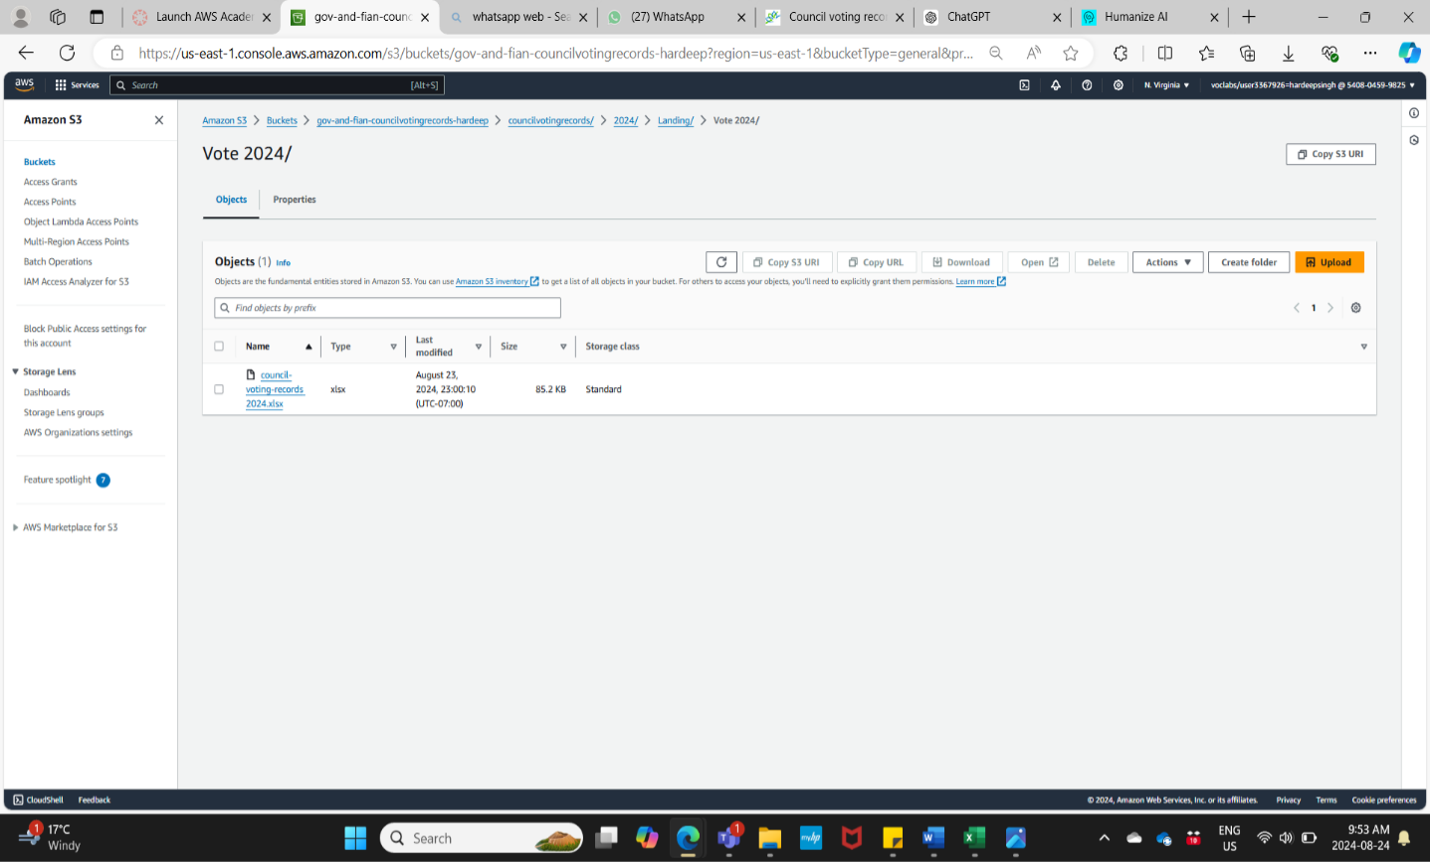 Launch AWS Acader
gov-and-fian-counc
whatsapp web - Sea
(27) WhatsApp
Council voting reco
ChatGPT
Humanize AI
https://us-east-1.console.aws.amazon.com/s3/buckets/gov-and-fian-councilvotingrecords-hardeep?region=us-east-1&bucketType=general&pr...
aws
Services
Search
[Alt+S]
N. Virginia
voclabs/user3367926=hardeepsingh @ 5408-0459-9825
Amazon S3
Amazon S3 > Buckets > gov-and-fian-councilvotingrecords-hardeep > councilvotingrecords/ > 2024/ > Landing/ > Vote 2024/
Vote 2024/
Copy S3 URI
Buckets
Access Grants
Access Points
Object Lambda Access Points
Multi-Region Access Points
Batch Operations
IAM Access Analyzer for S3
Block Public Access settings for
this account
Storage Lens
Dashboards
Storage Lens groups
AWS Organizations settings
Feature spotlight 7
AWS Marketplace for S3
Objects
Properties
Objects (1) Info
Copy S3 URI
Copy URL
Download
Open
Delete
Actions
Create folder
Upload
Objects are the fundamental entities stored in Amazon S3. You can use Amazon S3 inventory to get a list of all objects in your bucket. For others to access your objects, you'll need to explicitly grant them permissions. Learn more
Find objects by prefix
1
Name
Type
Last
modified
Size
Storage class
council-
voting-records
2024.xlsx
xlsx
August 23,
2024, 23:00:10
(UTC-07:00)
85.2 KB
Standard
CloudShell
Feedback
© 2024, Amazon Web Services, Inc. or its affiliates.
Privacy
Terms
Cookie preferences
1
17°C
Windy
Search
1
myhp
10
ENG
US
9:53 AM
2024-08-24